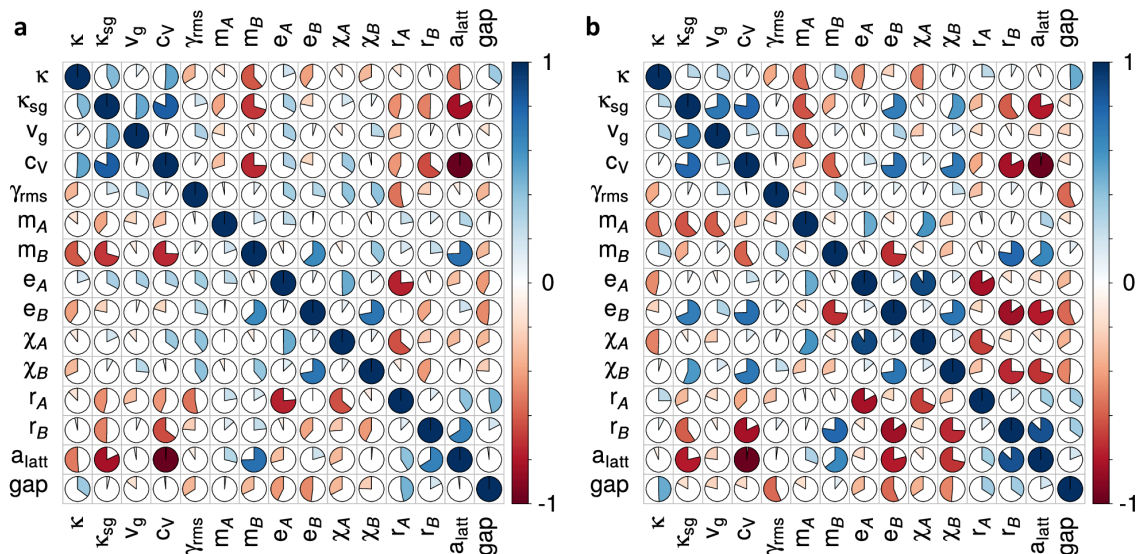 a
κ κsg vg cV γrms mA mB eA eB χA χB rA rB alatt gap
κ
κsg
vg
cV
γrms
mA
mB
eA
eB
χA
χB
rA
rB
alatt
gap
κ κsg vg cV γrms mA mB eA eB χA χB rA rB alatt gap
1
0
-1
b
κ κsg vg cV γrms mA mB eA eB χA χB rA rB alatt gap
κ
κsg
vg
cV
γrms
mA
mB
eA
eB
χA
χB
rA
rB
alatt
gap
κ κsg vg cV γrms mA mB eA eB χA χB rA rB alatt gap
1
0
-1